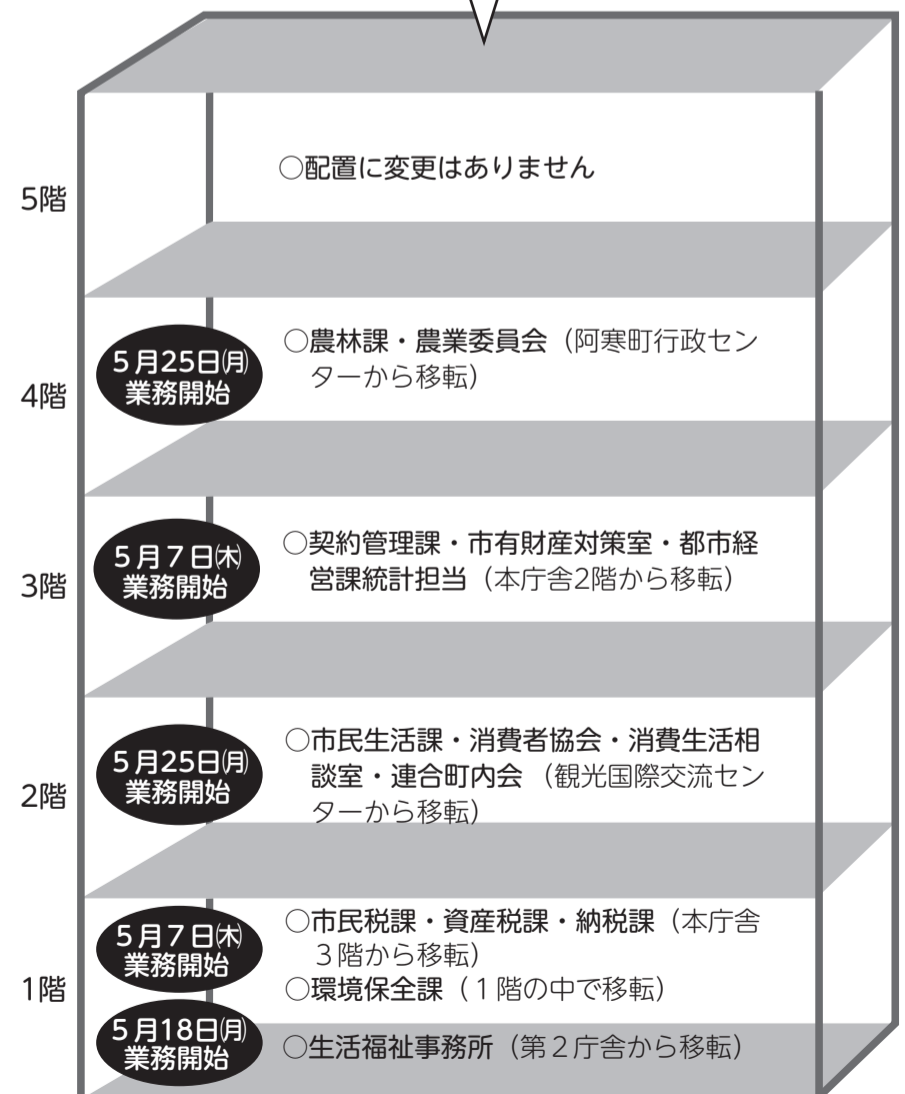 5階
○配置に変更はありません
4階
5月25日㈪
業務開始
○農林課・農業委員会（阿寒町行政セン
ターから移転）
3階
5月7日㈭
業務開始
○契約管理課・市有財産対策室・都市経
営課統計担当（本庁舎2階から移転）
2階
5月25日㈪
業務開始
○市民生活課・消費者協会・消費生活相
談室・連合町内会（観光国際交流セン
ターから移転）
1階
5月7日㈭
業務開始
○市民税課・資産税課・納税課（本庁舎
3階から移転）
○環境保全課（1階の中で移転）
5月18日㈪
業務開始
○生活福祉事務所（第2庁舎から移転）